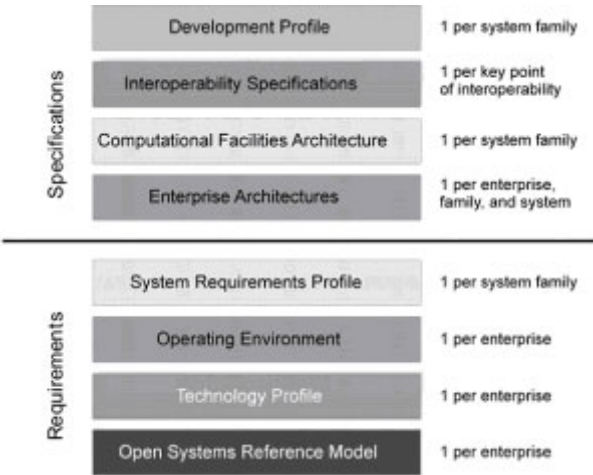 Specifications
Development Profile
1 per system family
Interoperability Specifications
1 per key point
of interoperability
Computational Facilities Architecture
1 per system family
Enterprise Architectures
1 per enterprise,
family, and system
Requirements
System Requirements Profile
1 per system family
Operating Environment
1 per enterprise
Technology Profile
1 per enterprise
Open Systems Reference Model
1 per enterprise